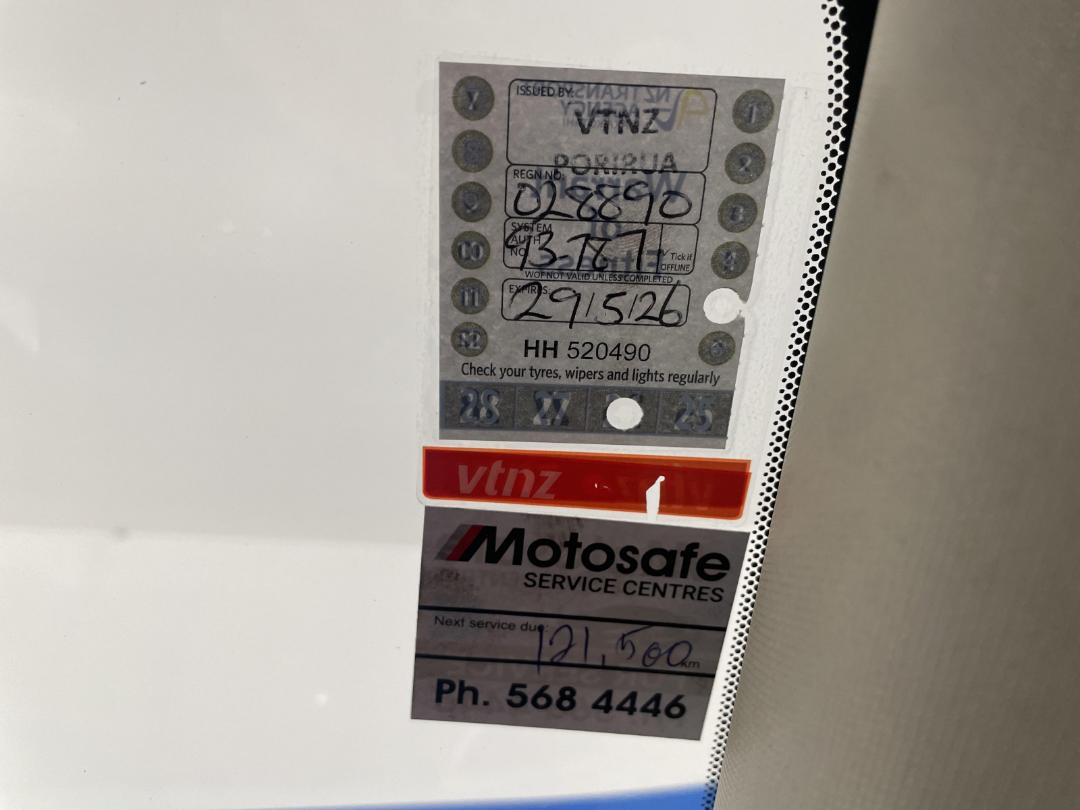 ISSUED BY:
VTNZ
PORIRUA
REGN NO:
028890
SYSTEM
AUTH
NO.
Tick if
OFFLINE
WOF NOT VALID UNLESS COMPLETED
EXPIRES:
29/5/26
HH 520490
Check your tyres, wipers and lights regularly
28 27 25
vtnz
Motosafe
SERVICE CENTRES
Next service due:
121,500 km
Ph. 568 4446